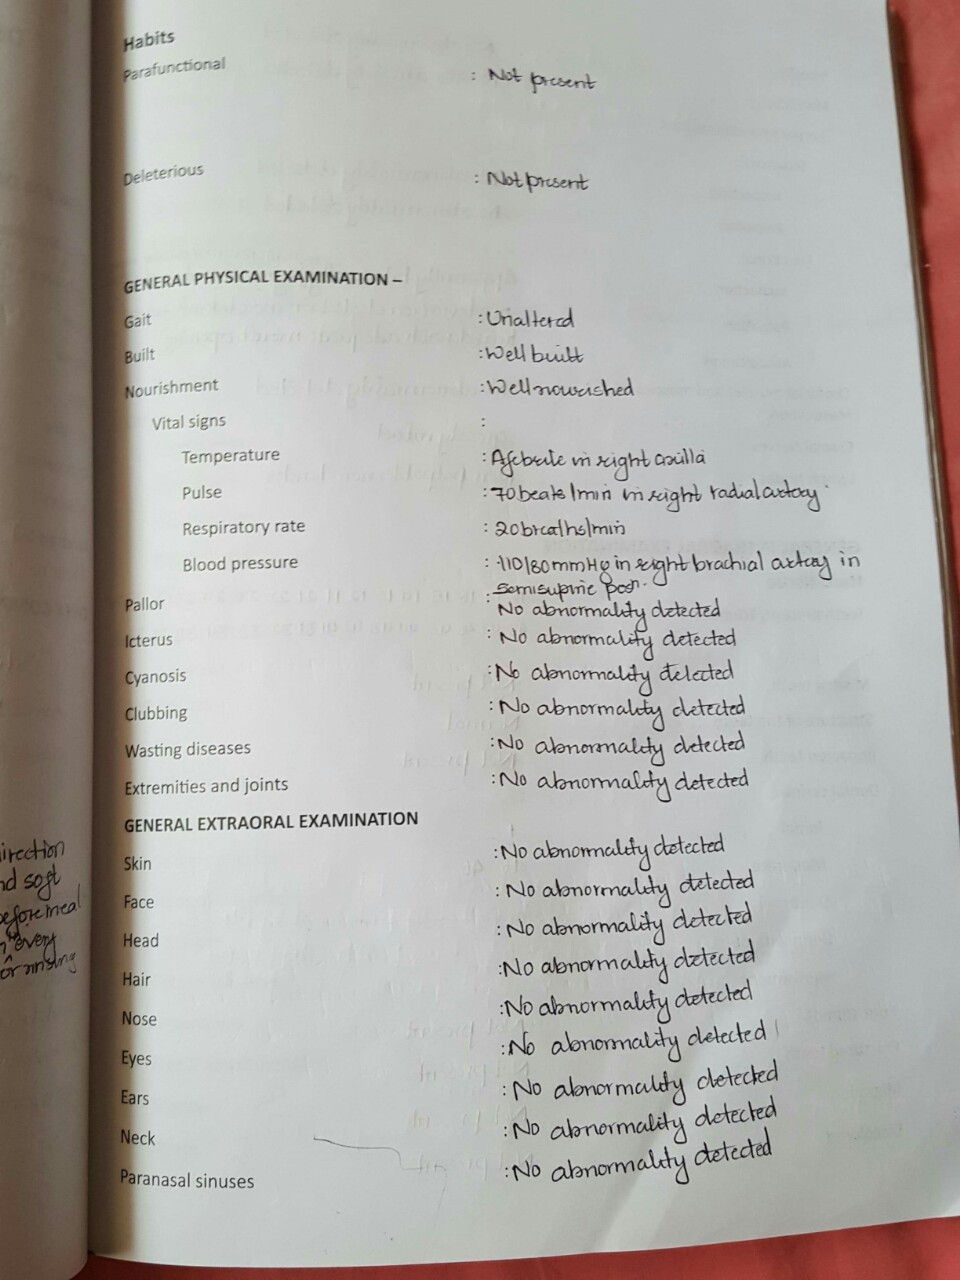 Habits
Parafunctional : Not present
Deleterious : Not present
GENERAL PHYSICAL EXAMINATION –
Gait : Unaltered
Built : Well built
Nourishment : Well nourished
Vital signs :
Temperature : Afebrile in right axilla
Pulse : 70 beats/min in right radial artery.
Respiratory rate : 20 breaths/min
Blood pressure : 110/80 mmHg in right brachial artery in
semisupine posn.
Pallor : No abnormality detected
Icterus : No abnormality detected
Cyanosis : No abnormality detected
Clubbing : No abnormality detected
Wasting diseases : No abnormality detected
Extremities and joints : No abnormality detected
GENERAL EXTRAORAL EXAMINATION
Skin : No abnormality detected
Face : No abnormality detected
Head : No abnormality detected
Hair : No abnormality detected
Nose : No abnormality detected
Eyes : No abnormality detected
Ears : No abnormality detected
Neck : No abnormality detected
Paranasal sinuses : No abnormality detected
irection
nd soft
before meal
every
or rinsing